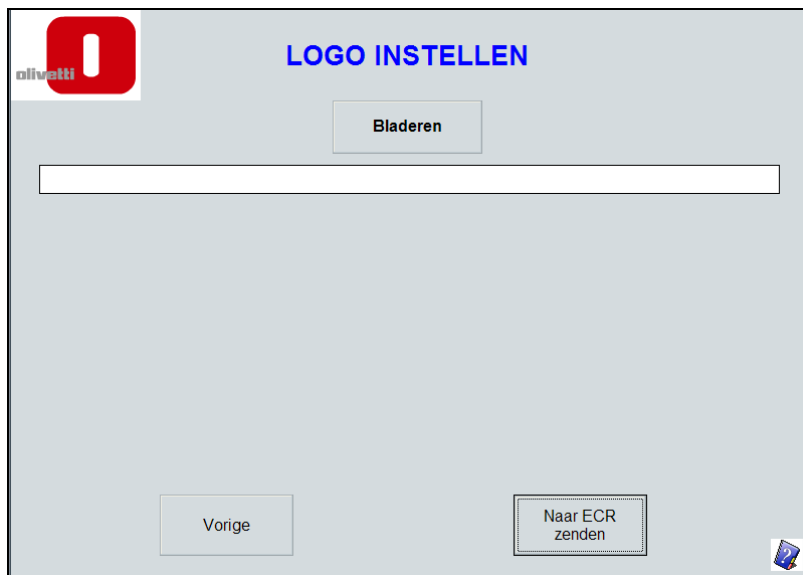 olivetti
LOGO INSTELLEN
Bladeren
Vorige
Naar ECR
zenden
?